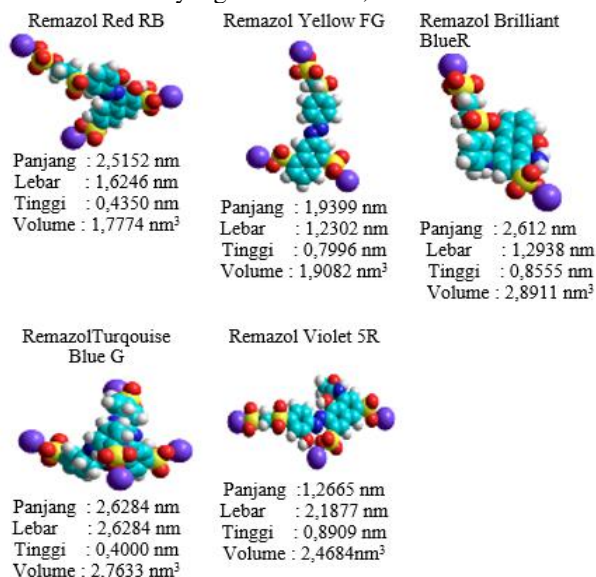 Remazol Red RB
Panjang : 2,5152 nm
Lebar : 1,6246 nm
Tinggi : 0,4350 nm
Volume : 1,7774 nm³
Remazol Yellow FG
Panjang : 1,9399 nm
Lebar : 1,2302 nm
Tinggi : 0,7996 nm
Volume : 1,9082 nm³
Remazol Brilliant
BlueR
Panjang : 2,612 nm
Lebar : 1,2938 nm
Tinggi : 0,8555 nm
Volume : 2,8911 nm³
RemazolTurqouise
Blue G
Panjang : 2,6284 nm
Lebar : 2,6284 nm
Tinggi : 0,4000 nm
Volume : 2,7633 nm³
Remazol Violet 5R
Panjang :1,2665 nm
Lebar : 2,1877 nm
Tinggi : 0,8909 nm
Volume : 2,4684nm³